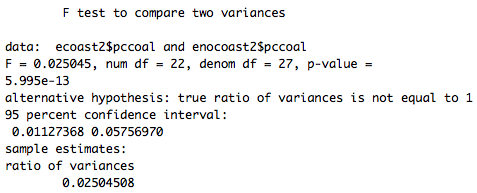 F test to compare two variances
data:  ecoast2$pccoal and enocoast2$pccoal
F = 0.025045, num df = 22, denom df = 27, p-value =
5.995e-13
alternative hypothesis: true ratio of variances is not equal to 1
95 percent confidence interval:
 0.01127368 0.05756970
sample estimates:
ratio of variances
        0.02504508